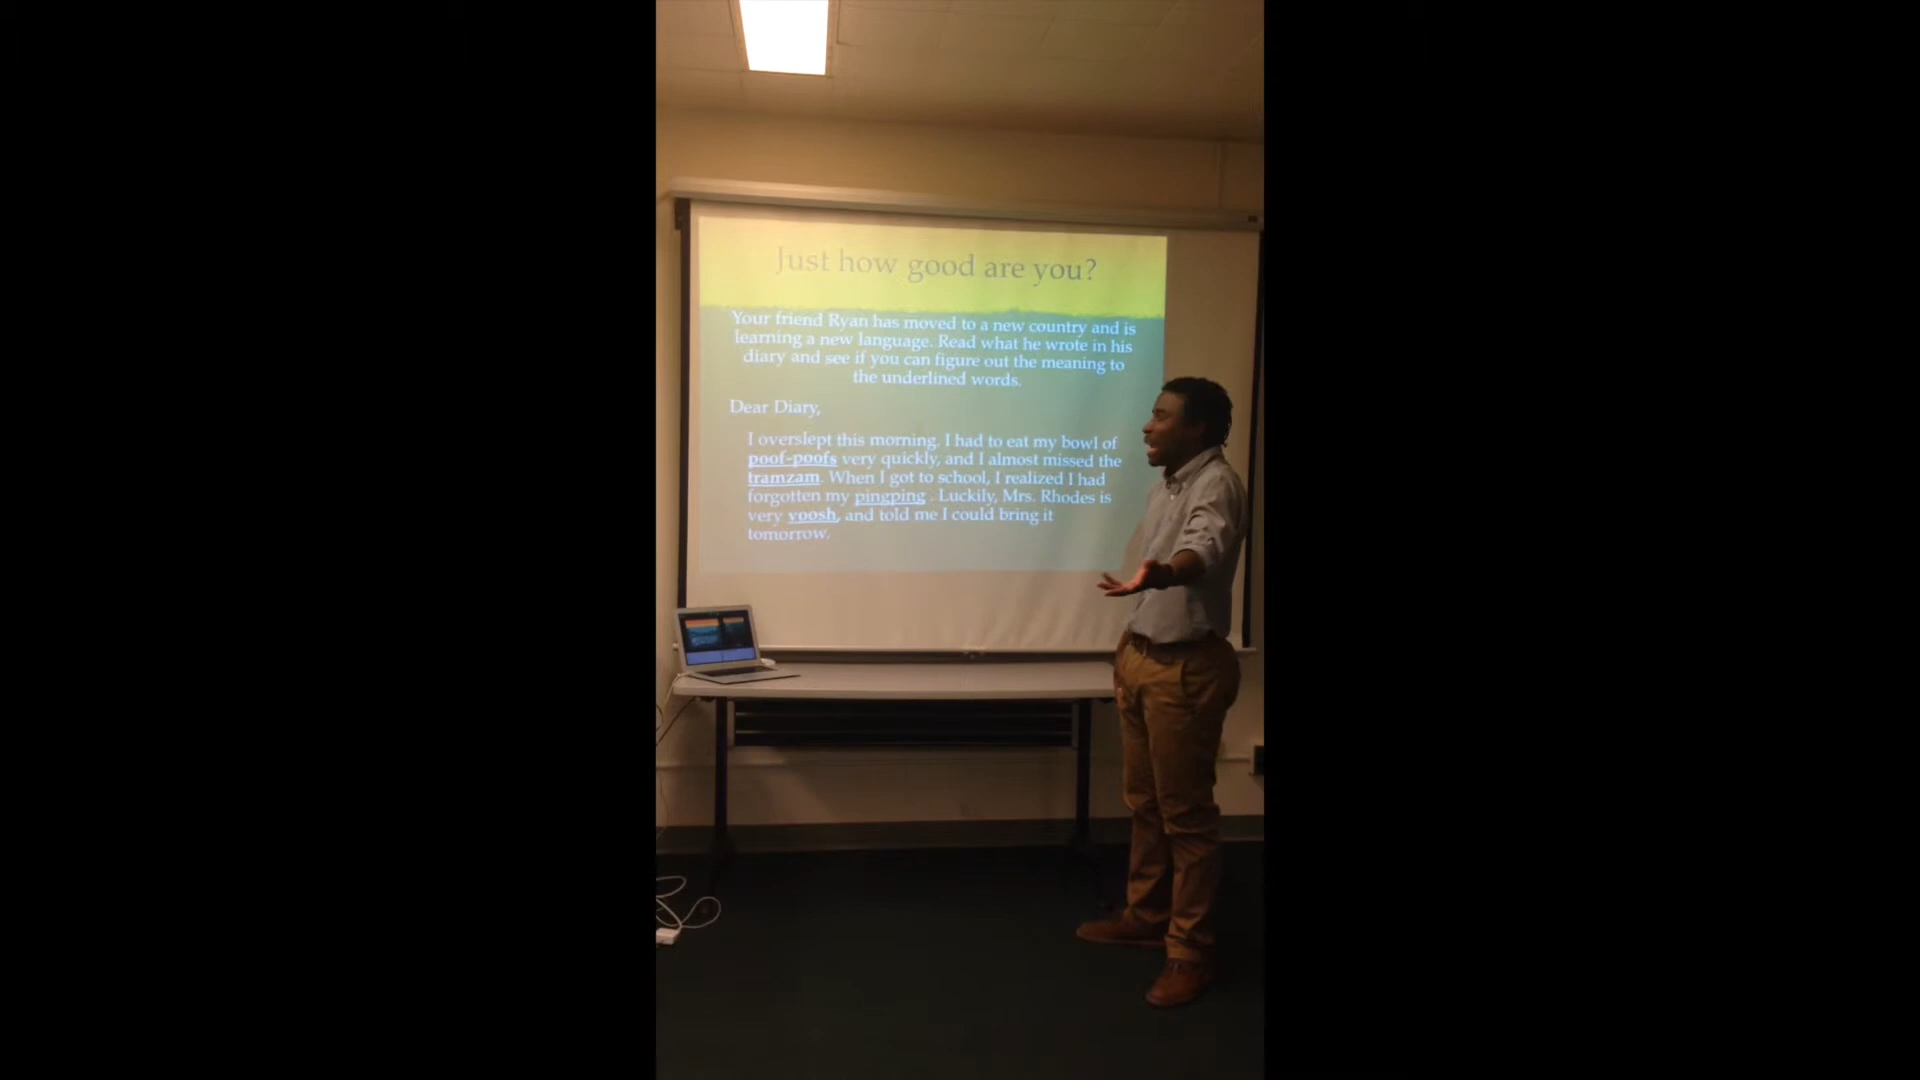 Just how good are you?
Your friend Ryan has moved to a new country and is
learning a new language. Read what he wrote in his
diary and see if you can figure out the meaning to
the underlined words.
Dear Diary,
I overslept this morning. I had to eat my bowl of
poof-poofs very quickly, and I almost missed the
tramzam. When I got to school, I realized I had
forgotten my pingping . Luckily, Mrs. Rhodes is
very voosh, and told me I could bring it
tomorrow.